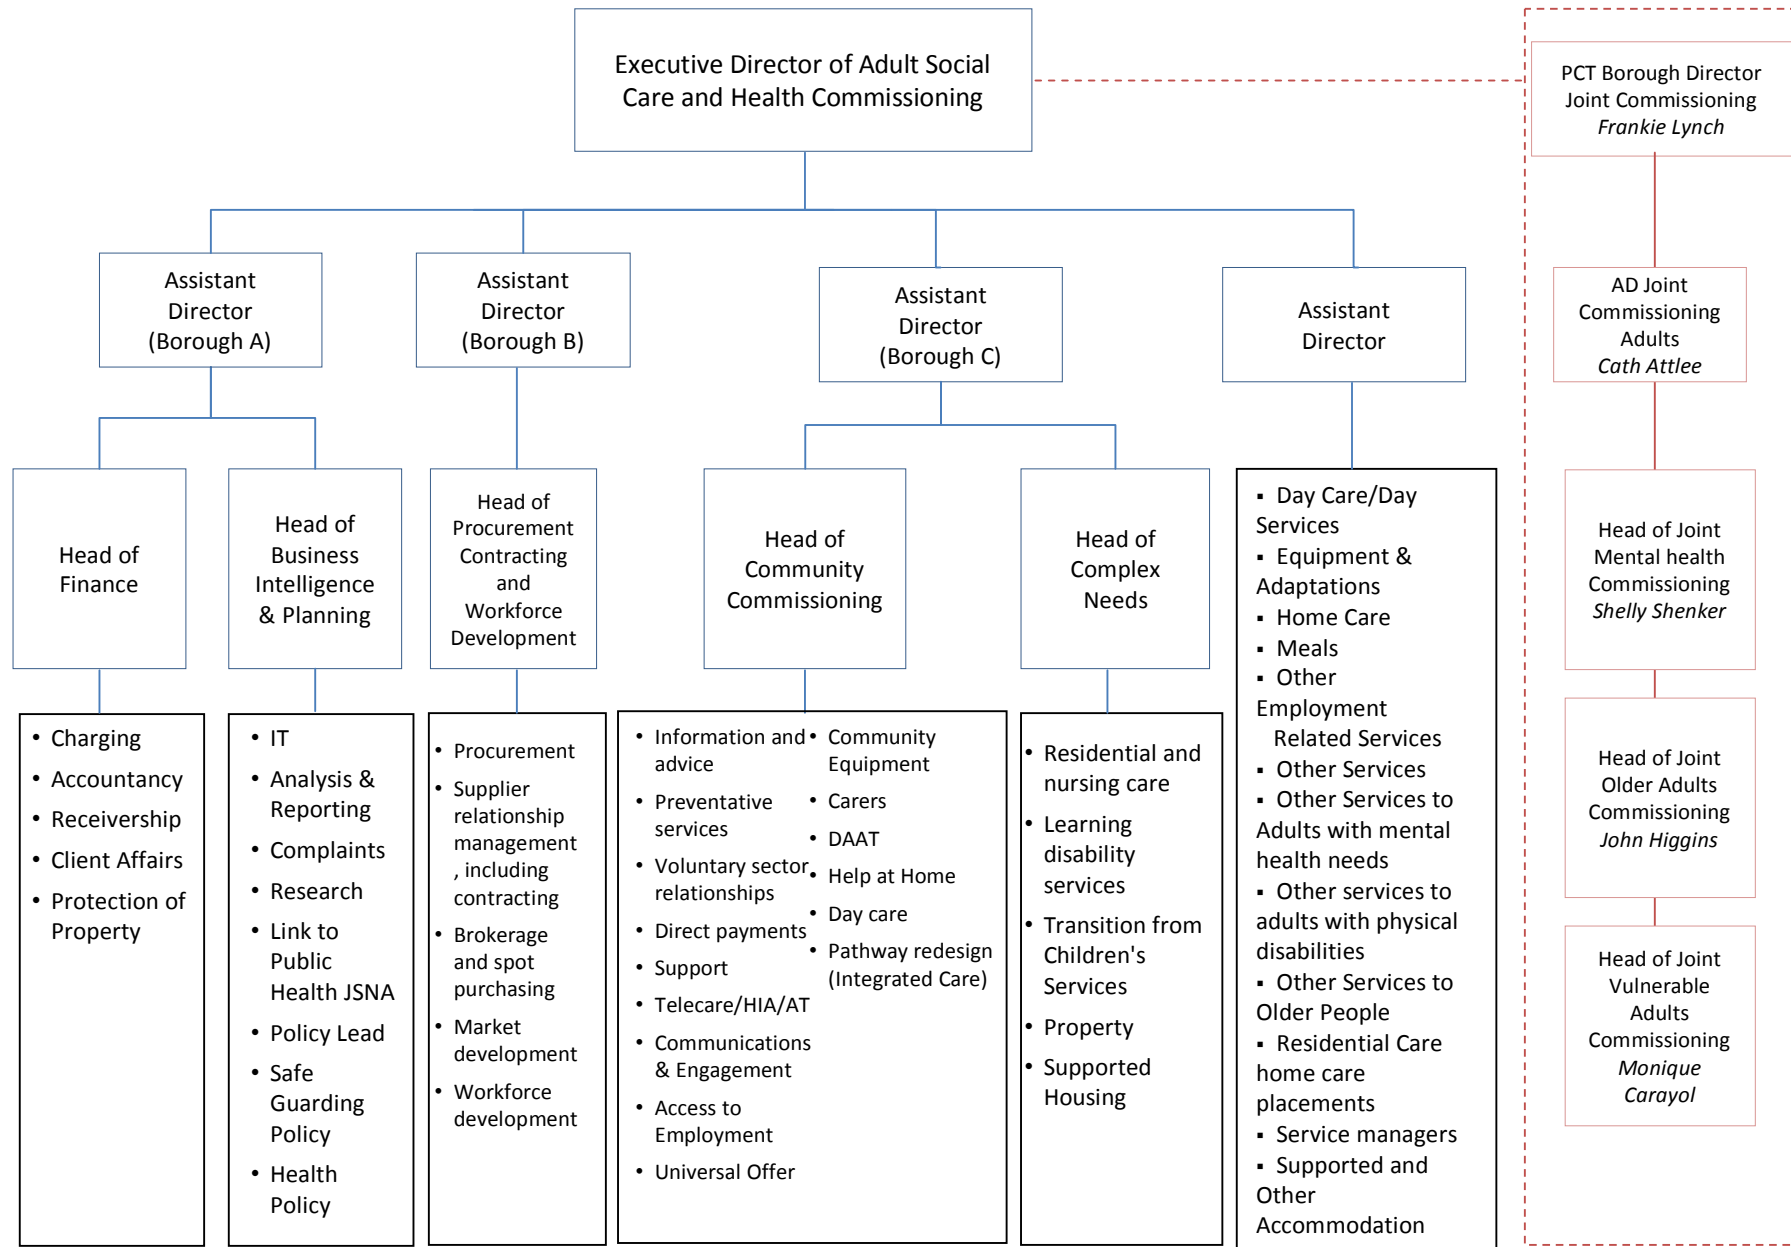 Executive Director of Adult Social
Care and Health Commissioning
PCT Borough Director
Joint Commissioning
Frankie Lynch
Assistant
Director
(Borough A)
Assistant
Director
(Borough B)
Assistant
Director
(Borough C)
Assistant
Director
AD Joint
Commissioning
Adults
Cath Attlee
Head of
Finance
Head of
Business
Intelligence
& Planning
Head of
Procurement
Contracting
and
Workforce
Development
Head of
Community
Commissioning
Head of
Complex
Needs
Head of Joint
Mental health
Commissioning
Shelly Shenker
• Charging
• Accountancy
• Receivership
• Client Affairs
• Protection of
Property
• IT
• Analysis &
Reporting
• Complaints
• Research
• Link to
Public
Health JSNA
• Policy Lead
• Safe
Guarding
Policy
• Health
Policy
• Procurement
• Supplier
relationship
management
, including
contracting
• Brokerage
and spot
purchasing
• Market
development
• Workforce
development
• Information and
advice
• Preventative
services
• Voluntary sector
relationships
• Direct payments
• Support
• Telecare/HIA/AT
• Communications
& Engagement
• Access to
Employment
• Universal Offer
• Community
Equipment
• Carers
• DAAT
• Help at Home
• Day care
• Pathway redesign
(Integrated Care)
• Residential and
nursing care
• Learning
disability
services
• Transition from
Children's
Services
• Property
• Supported
Housing
▪ Day Care/Day
Services
▪ Equipment &
Adaptations
▪ Home Care
▪ Meals
▪ Other
Employment
Related Services
▪ Other Services
▪ Other Services to
Adults with mental
health needs
▪ Other services to
adults with physical
disabilities
▪ Other Services to
Older People
▪ Residential Care
home care
placements
▪ Service managers
▪ Supported and
Other
Accommodation
Head of Joint
Older Adults
Commissioning
John Higgins
Head of Joint
Vulnerable
Adults
Commissioning
Monique
Carayol